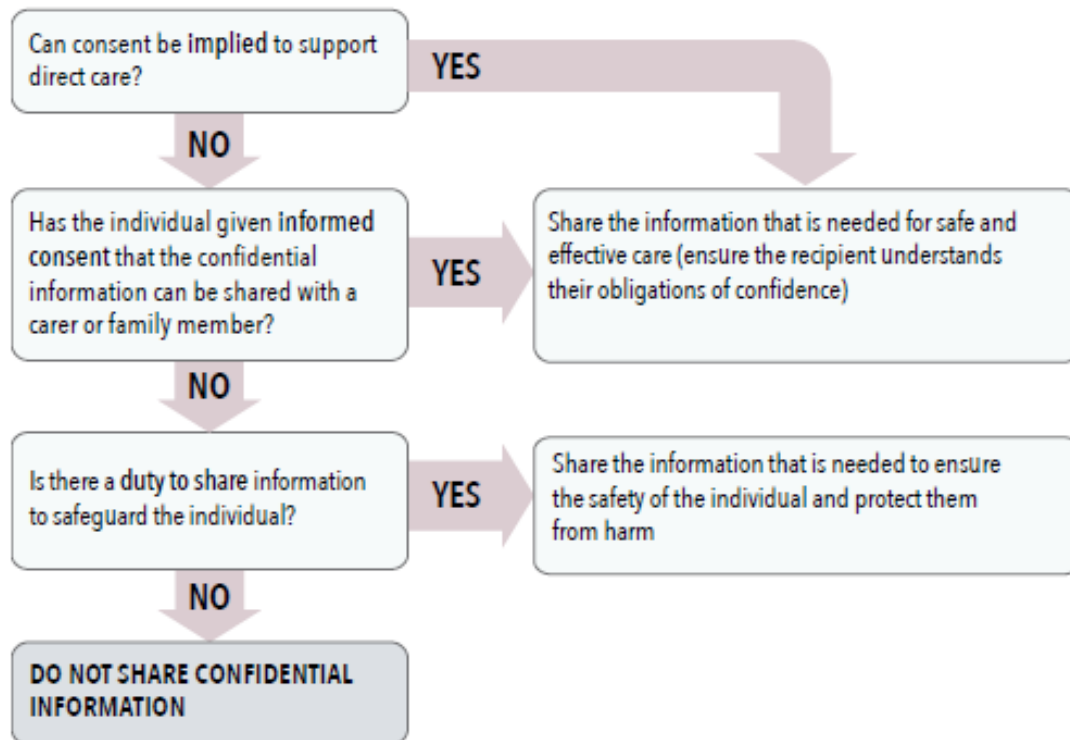 Can consent be implied to support
direct care?
YES
NO
Has the individual given informed
consent that the confidential
information can be shared with a
carer or family member?
YES
Share the information that is needed for safe and
effective care (ensure the recipient understands
their obligations of confidence)
NO
Is there a duty to share information
to safeguard the individual?
YES
Share the information that is needed to ensure
the safety of the individual and protect them
from harm
NO
DO NOT SHARE CONFIDENTIAL
INFORMATION